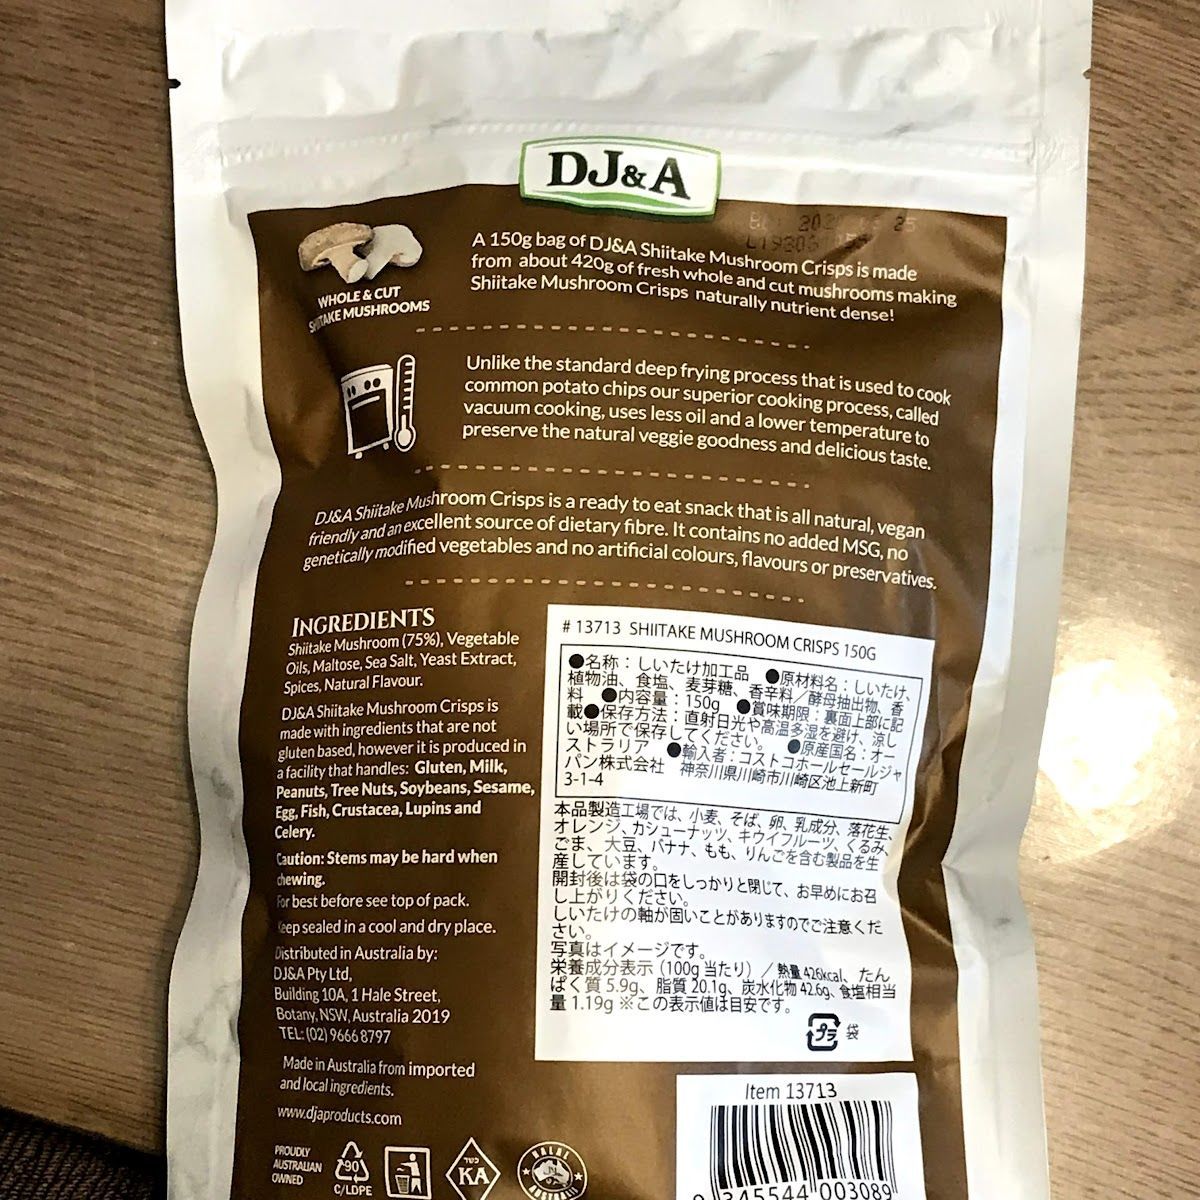 DJ&A
WHOLE & CUT
SHIITAKE MUSHROOMS
A 150g bag of DJ&A Shiitake Mushroom Crisps is made
from about 420g of fresh whole and cut mushrooms making
Shiitake Mushroom Crisps naturally nutrient dense!
Unlike the standard deep frying process that is used to cook
common potato chips our superior cooking process, called
vacuum cooking, uses less oil and a lower temperature to
preserve the natural veggie goodness and delicious taste.
DJ&A Shiitake Mushroom Crisps is a ready to eat snack that is all natural, vegan
friendly and an excellent source of dietary fibre. It contains no added MSG, no
genetically modified vegetables and no artificial colours, flavours or preservatives.
INGREDIENTS
Shiitake Mushroom (75%), Vegetable
Oils, Maltose, Sea Salt, Yeast Extract,
Spices, Natural Flavour.
DJ&A Shiitake Mushroom Crisps is
made with ingredients that are not
gluten based, however it is produced in
a facility that handles: Gluten, Milk,
Peanuts, Tree Nuts, Soybeans, Sesame,
Egg, Fish, Crustacea, Lupins and
Celery.
Caution: Stems may be hard when
chewing.
For best before see top of pack.
Keep sealed in a cool and dry place.
Distributed in Australia by:
DJ&A Pty Ltd,
Building 10A, 1 Hale Street,
Botany, NSW, Australia 2019
TEL: (02) 9666 8797
Made in Australia from imported
and local ingredients.
www.djaproducts.com
PROUDLY
AUSTRALIAN
OWNED
90
C/LDPE
כשר
KA
HALAL
AUSTRALIA
# 13713 SHIITAKE MUSHROOM CRISPS 150G
●名称：しいたけ加工品 ●原材料名：しいたけ、
植物油、食塩、麦芽糖、香辛料／酵母抽出物、香
料 ●内容量：150g ●賞味期限：裏面上部に記
載●保存方法：直射日光や高温多湿を避け、涼し
い場所で保存してください。 ●原産国名：オー
ストラリア ●輸入者：コストコホールセールジャ
パン株式会社 神奈川県川崎市川崎区池上新町
3-1-4
本品製造工場では、小麦、そば、卵、乳成分、落花生、
オレンジ、カシューナッツ、キウイフルーツ、くるみ、
ごま、大豆、バナナ、もも、りんごを含む製品を生
産しています。
開封後は袋の口をしっかりと閉じて、お早めにお召
し上がりください。
しいたけの軸が固いことがありますのでご注意くだ
さい。
写真はイメージです。
栄養成分表示（100g 当たり）／熱量 426kcal、たん
ぱく質 5.9g、脂質 20.1g、炭水化物 42.6g、食塩相当
量 1.19g ※この表示値は目安です。
プラ 袋
Item 13713
9 345544 003089